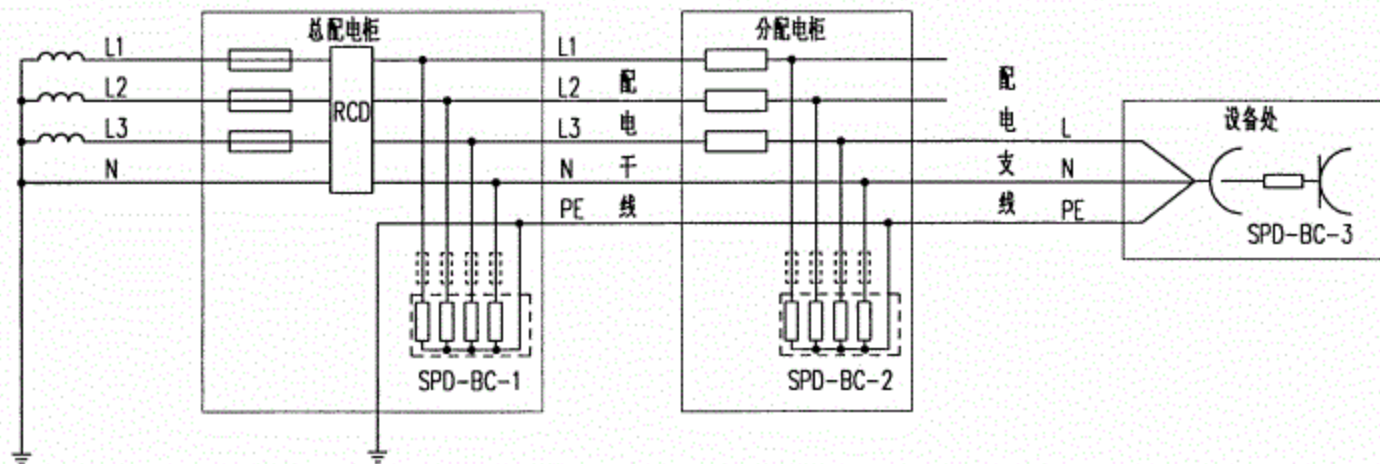 总配电柜
L1
L2
L3
N
RCD
SPD-BC-1
L1
L2
L3
N
PE
配电干线
分配电柜
SPD-BC-2
配电支线
L
N
PE
设备处
SPD-BC-3